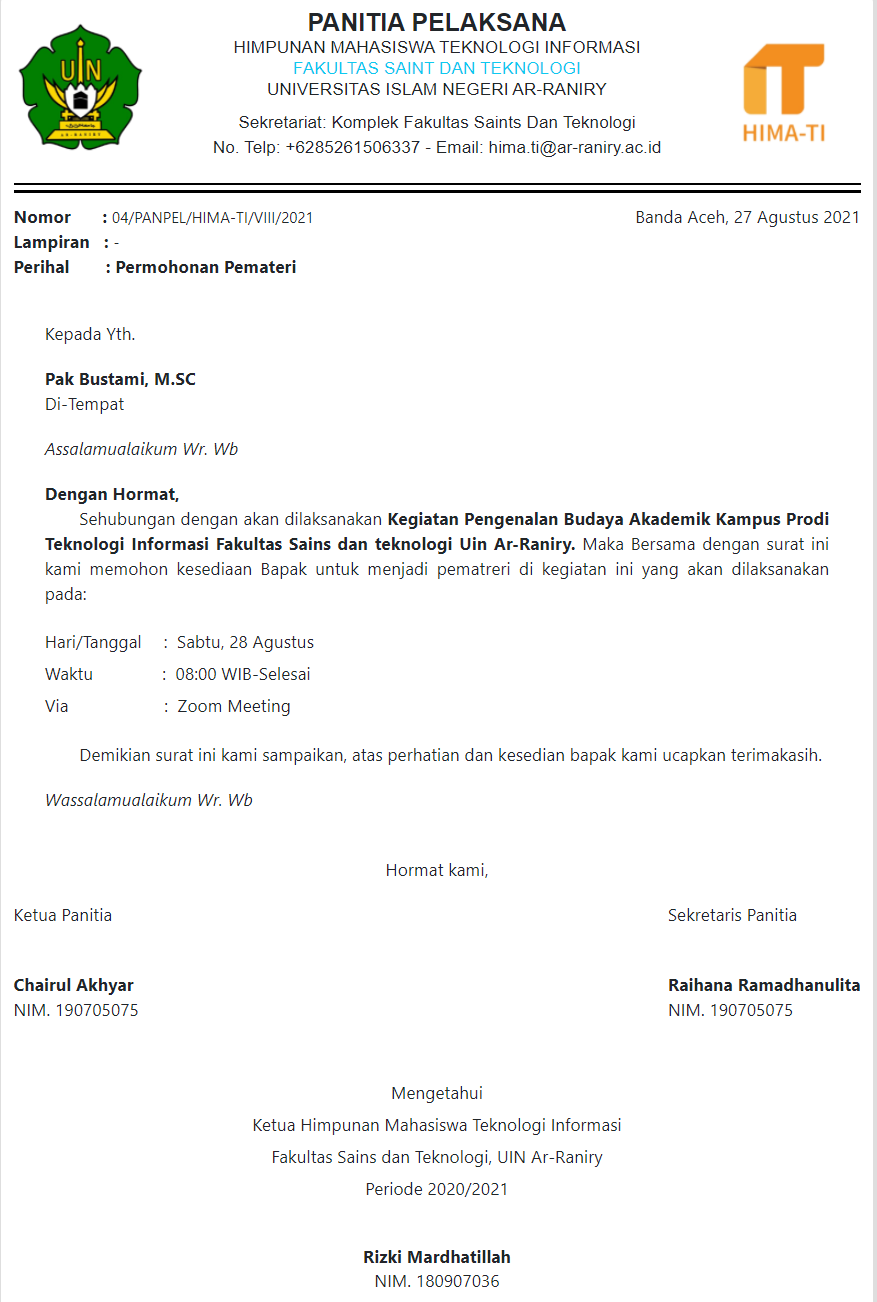 PANITIA PELAKSANA
HIMPUNAN MAHASISWA TEKNOLOGI INFORMASI
FAKULTAS SAINT DAN TEKNOLOGI
UNIVERSITAS ISLAM NEGERI AR-RANIRY
Sekretariat: Komplek Fakultas Saints Dan Teknologi
No. Telp: +6285261506337 - Email: hima.ti@ar-raniry.ac.id
UIN
AR-RANIRY
HIMA-TI
Nomor : 04/PANPEL/HIMA-TI/VIII/2021 Banda Aceh, 27 Agustus 2021
Lampiran : -
Perihal : Permohonan Pemateri
Kepada Yth.
Pak Bustami, M.SC
Di-Tempat
Assalamualaikum Wr. Wb
Dengan Hormat,
Sehubungan dengan akan dilaksanakan Kegiatan Pengenalan Budaya Akademik Kampus Prodi
Teknologi Informasi Fakultas Sains dan teknologi Uin Ar-Raniry. Maka Bersama dengan surat ini
kami memohon kesediaan Bapak untuk menjadi pematreri di kegiatan ini yang akan dilaksanakan
pada:
Hari/Tanggal : Sabtu, 28 Agustus
Waktu : 08:00 WIB-Selesai
Via : Zoom Meeting
Demikian surat ini kami sampaikan, atas perhatian dan kesedian bapak kami ucapkan terimakasih.
Wassalamualaikum Wr. Wb
Hormat kami,
Ketua Panitia Sekretaris Panitia
Chairul Akhyar Raihana Ramadhanulita
NIM. 190705075 NIM. 190705075
Mengetahui
Ketua Himpunan Mahasiswa Teknologi Informasi
Fakultas Sains dan Teknologi, UIN Ar-Raniry
Periode 2020/2021
Rizki Mardhatillah
NIM. 180907036